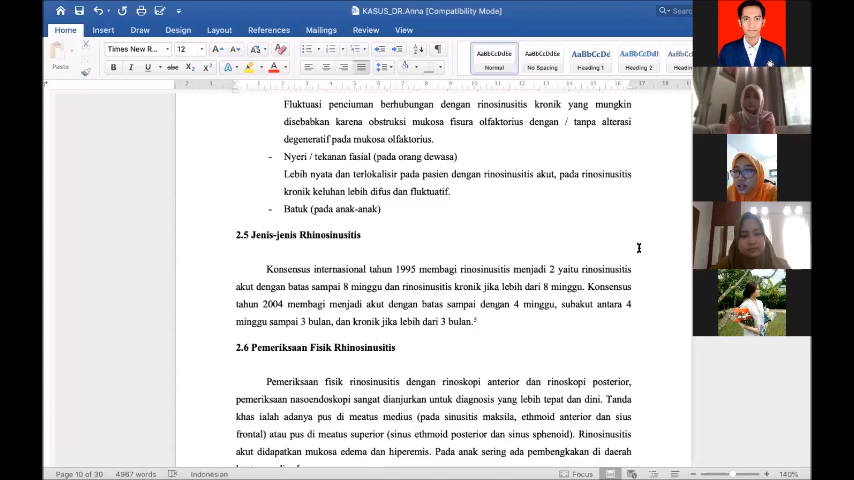 KASUS_DR.Anna [Compatibility Mode]
Home Insert Draw Design Layout References Mailings Review
Paste Times New R... 12
AaBbCcDdEe AaBbCcDdEe AaBbCcDc AaBbCcDdI
Normal No Spacing Heading 1 Heading 2
Fluktuasi penciuman berhubungan dengan rinosinusitis kronik yang mungkin
disebabkan karena obstruksi mukosa fisura olfaktorius dengan / tanpa alterasi
degeneratif pada mukosa olfaktorius.
- Nyeri / tekanan fasial (pada orang dewasa)
Lebih nyata dan terlokalisir pada pasien dengan rinosinusitis akut, pada rinosinusitis
kronik keluhan lebih difus dan fluktuatif.
- Batuk (pada anak-anak)
2.5 Jenis-jenis Rhinosinusitis
Konsensus internasional tahun 1995 membagi rinosinusitis menjadi 2 yaitu rinosinusitis
akut dengan batas sampai 8 minggu dan rinosinusitis kronik jika lebih dari 8 minggu. Konsensus
tahun 2004 membagi menjadi akut dengan batas sampai dengan 4 minggu, subakut antara 4
minggu sampai 3 bulan, dan kronik jika lebih dari 3 bulan.⁵
2.6 Pemeriksaan Fisik Rhinosinusitis
Pemeriksaan fisik rinosinusitis dengan rinoskopi anterior dan rinoskopi posterior,
pemeriksaan nasoendoskopi sangat dianjurkan untuk diagnosis yang lebih tepat dan dini. Tanda
khas ialah adanya pus di meatus medius (pada sinusitis maksila, ethmoid anterior dan sius
frontal) atau pus di meatus superior (sinus ethmoid posterior dan sinus sphenoid). Rinosinusitis
akut didapatkan mukosa edema dan hiperemis. Pada anak sering ada pembengkakan di daerah
Page 10 of 30 4967 words Indonesian Focus 140%